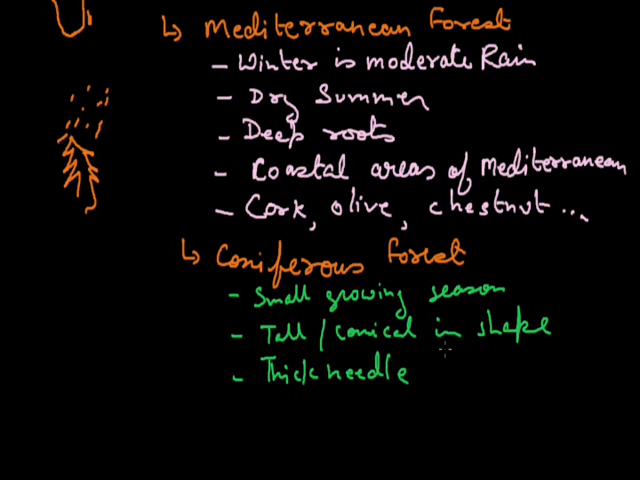 ↳ Mediterranean Forest
- Winter is moderate Rain
- Dry Summer
- Deep roots
- Coastal areas of Mediterranean
- Cork, olive, chestnut ...
↳ Coniferous Forest
- Small growing season
- Tall / conical in shape
- Thick needle